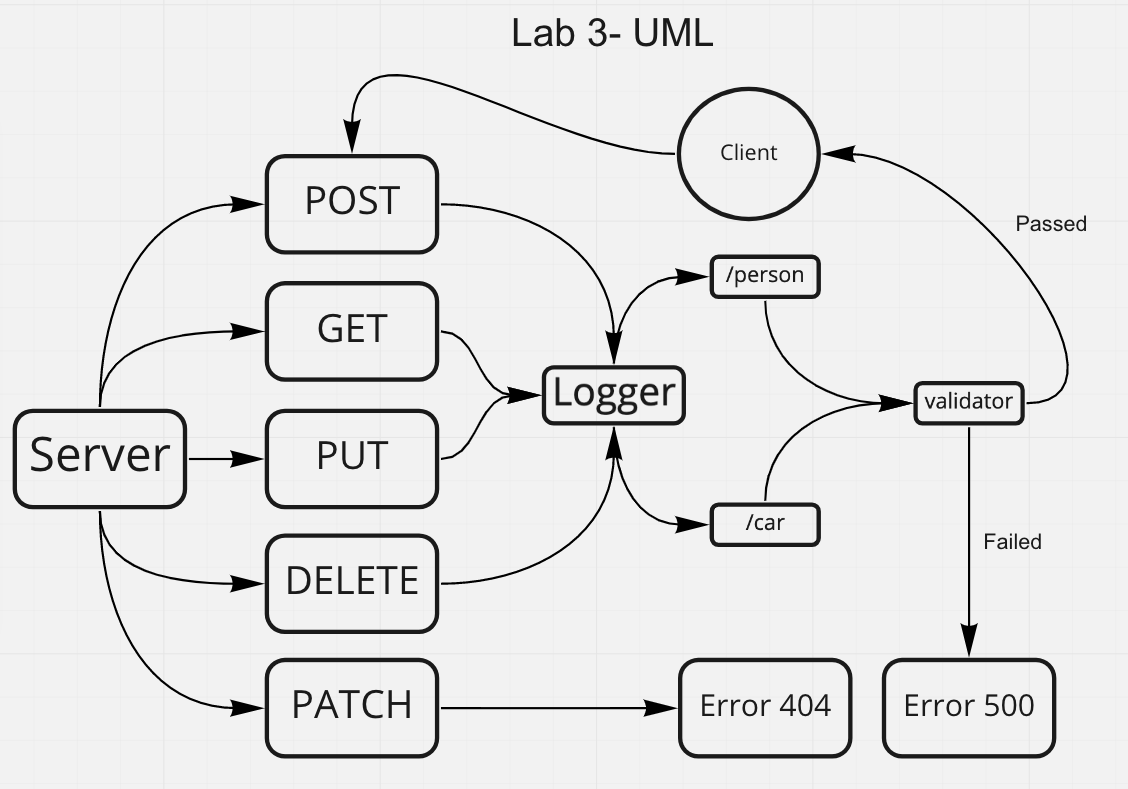 Lab 3- UML
Client
POST
Passed
/person
GET
Logger
validator
Server
PUT
/car
Failed
DELETE
PATCH
Error 404
Error 500